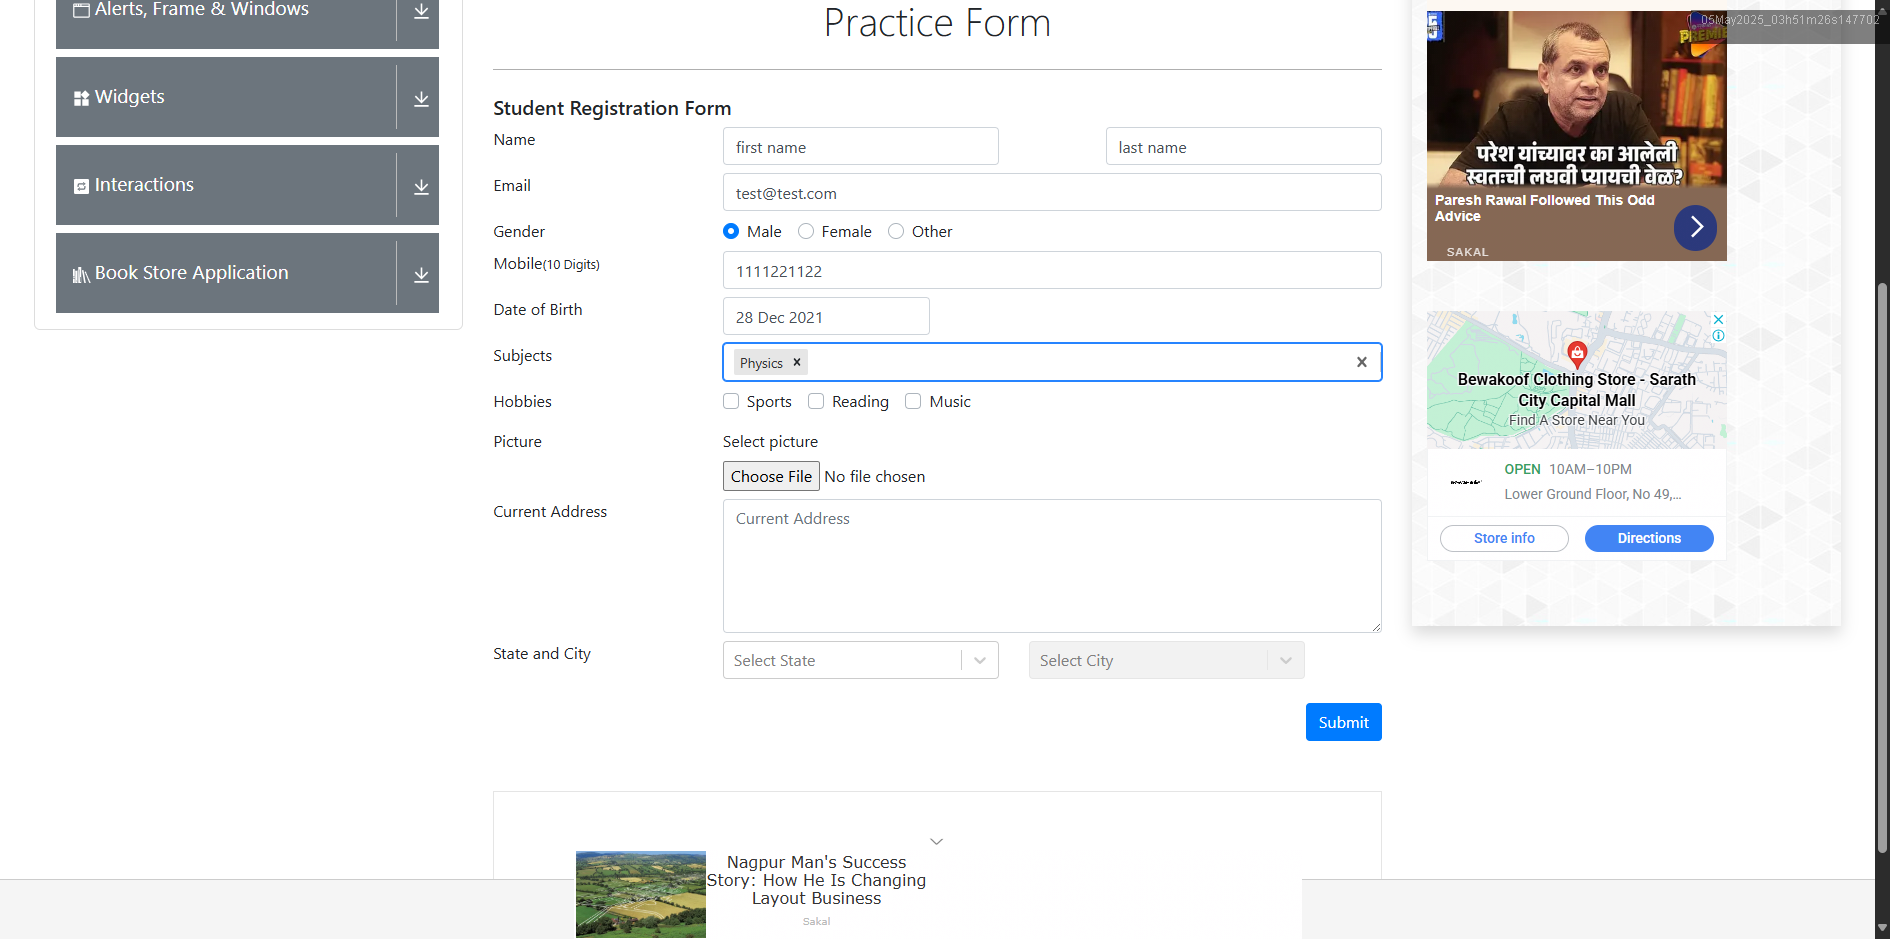 Alerts, Frame & Windows
Widgets
Interactions
Book Store Application
Practice Form
Student Registration Form
Name
first name
last name
Email
test@test.com
Gender
Male
Female
Other
Mobile(10 Digits)
1111221122
Date of Birth
28 Dec 2021
Subjects
Physics
Hobbies
Sports
Reading
Music
Picture
Select picture
Choose File No file chosen
Current Address
Current Address
State and City
Select State
Select City
Submit
Nagpur Man's Success
Story: How He Is Changing
Layout Business
Sakal
05May2025_03h51m26s147702
PREMIE
परेश यांच्यावर का आलेली
स्वतःची लघवी प्यायची वेळ?
Paresh Rawal Followed This Odd
Advice
SAKAL
Bewakoof Clothing Store - Sarath
City Capital Mall
Find A Store Near You
OPEN 10AM–10PM
Lower Ground Floor, No 49,...
Store info
Directions